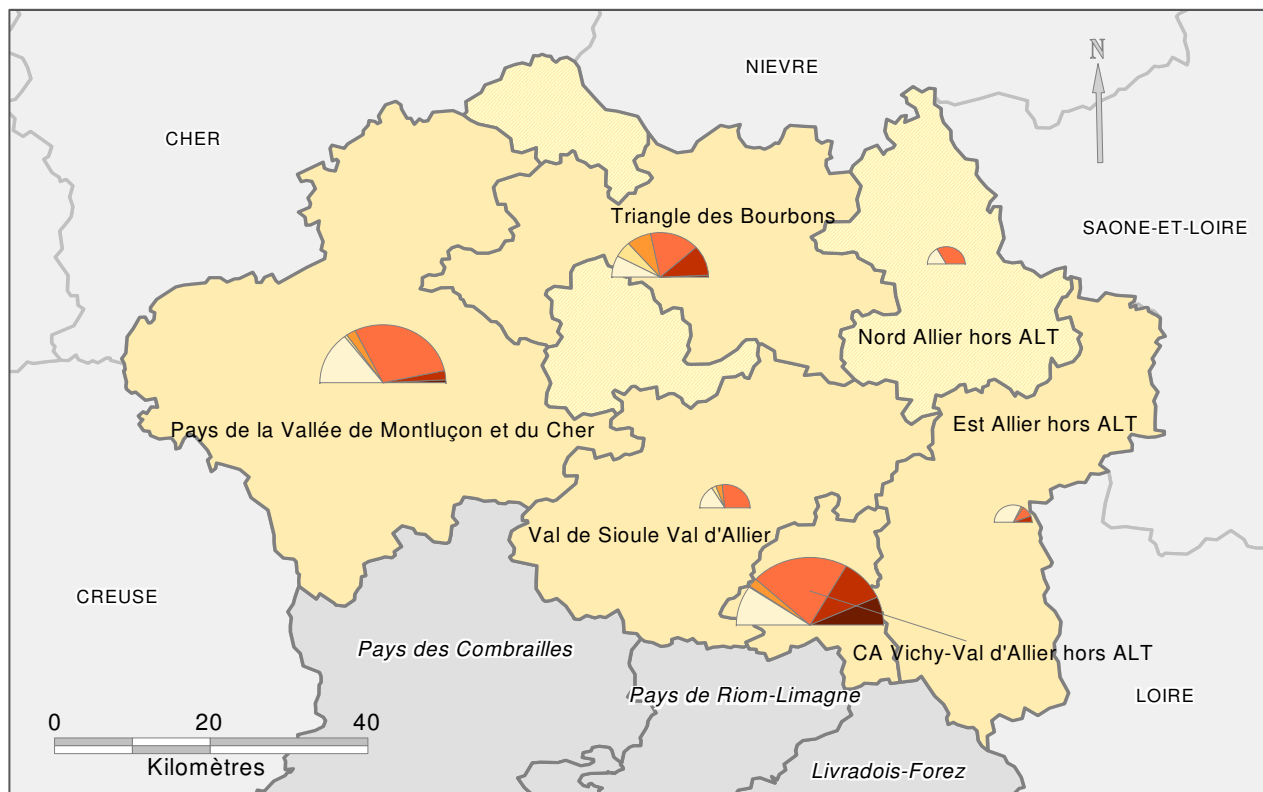 NIEVRE
N
CHER
Triangle des Bourbons
SAONE-ET-LOIRE
Nord Allier hors ALT
Pays de la Vallée de Montluçon et du Cher
Est Allier hors ALT
Val de Sioule Val d'Allier
CREUSE
Pays des Combrailles
CA Vichy-Val d'Allier hors ALT
Pays de Riom-Limagne
LOIRE
0 20 40
Kilomètres
Livradois-Forez